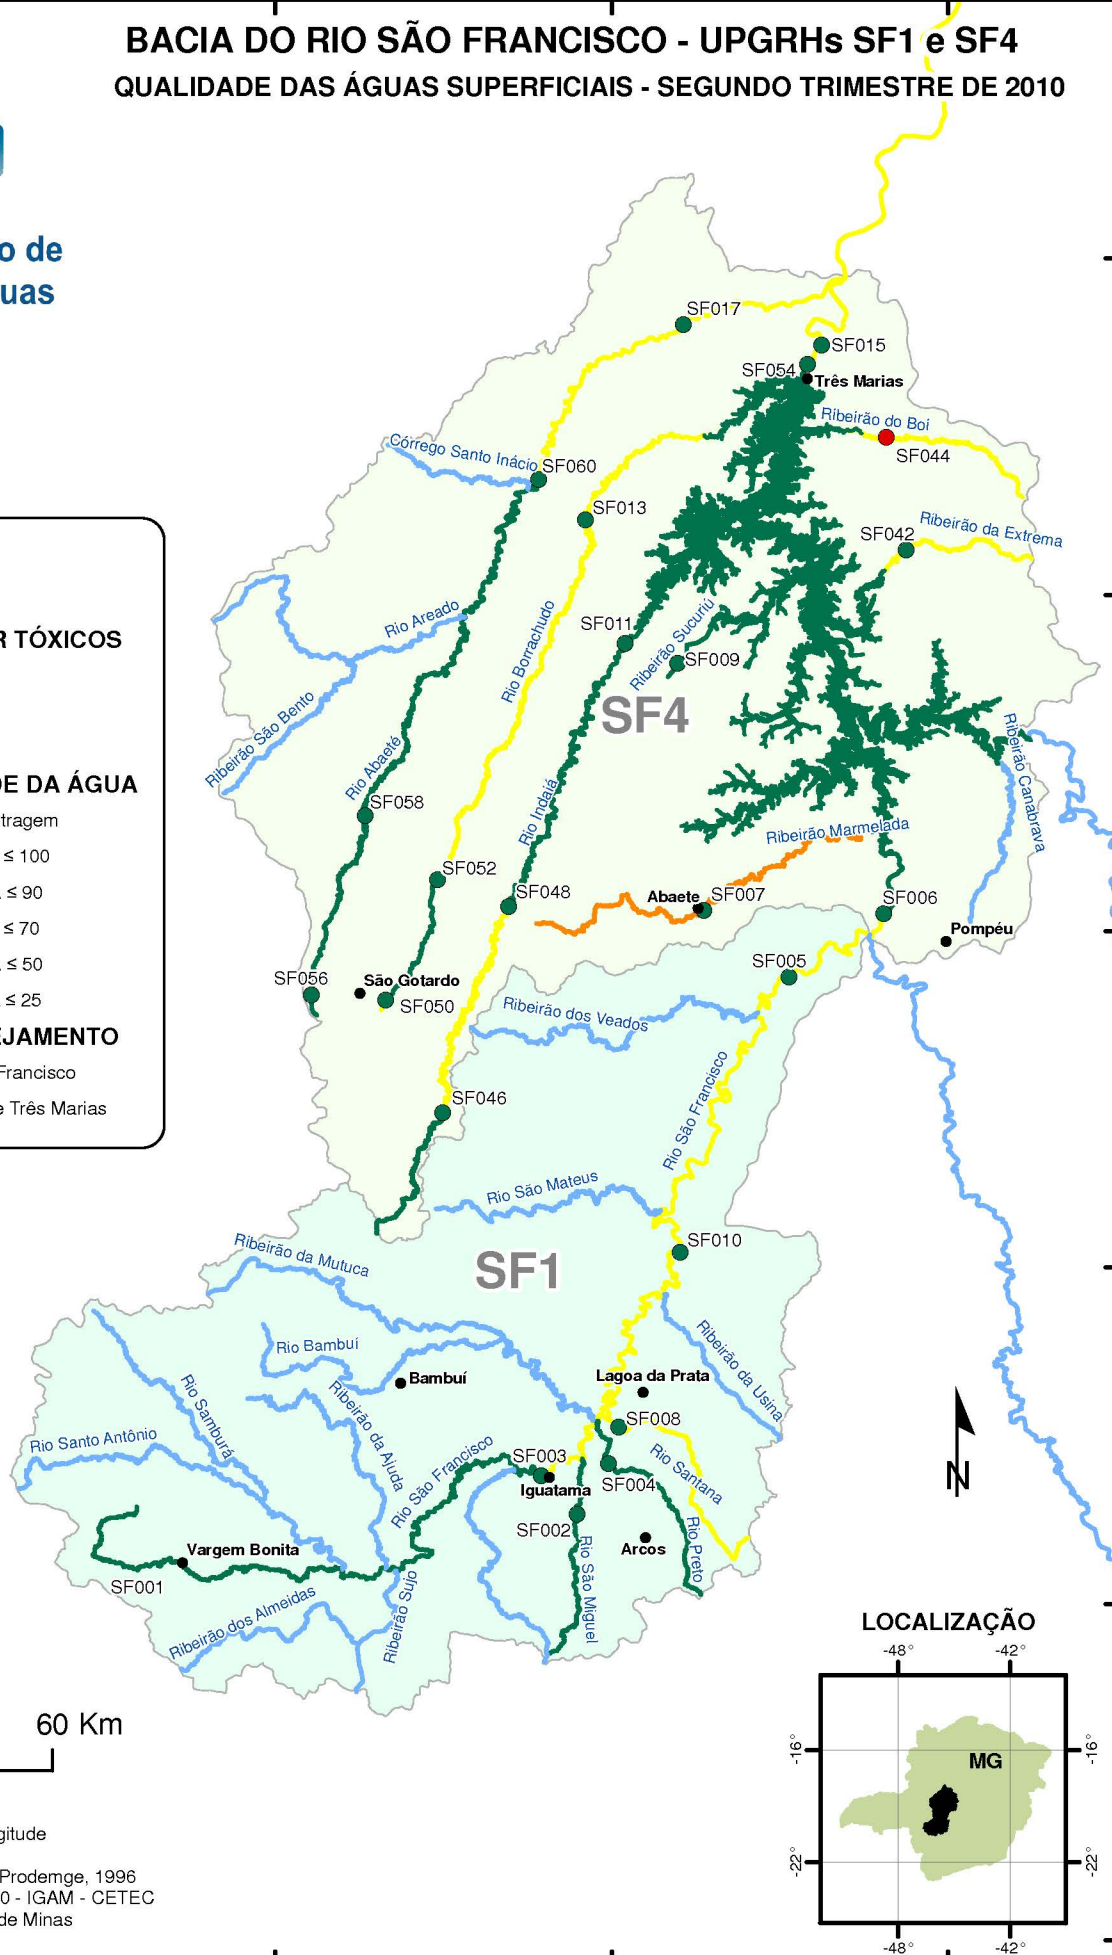 BACIA DO RIO SÃO FRANCISCO - UPGRHs SF1 e SF4
QUALIDADE DAS ÁGUAS SUPERFICIAIS - SEGUNDO TRIMESTRE DE 2010
o de
uas
SF017
SF015
SF054
Três Marias
Ribeirão do Boi
SF044
Córrego Santo Inácio
SF060
SF013
SF042
Ribeirão da Extrema
R TÓXICOS
Rio Areado
Rio Borrachudo
SF011
Ribeirão Sucuriú
SF009
SF4
Ribeirão São Bento
Rio Abaeté
Ribeirão Canabrava
DE DA ÁGUA
tragem
≤ 100
≤ 90
≤ 70
≤ 50
≤ 25
SF058
Rio Indaiá
Ribeirão Marmelada
SF052
SF048
Abaete
SF007
SF006
Pompéu
SF056
São Gotardo
SF050
SF005
EJAMENTO
Francisco
e Três Marias
Ribeirão dos Veados
SF046
Rio São Francisco
Rio São Mateus
SF010
Ribeirão da Mutuca
SF1
Rio Bambuí
Bambuí
Ribeirão da Usina
Lagoa da Prata
Rio Samburá
Ribeirão da Ajuda
SF008
Rio Santo Antônio
Rio São Francisco
SF003
Iguatama
SF004
Rio Santana
SF002
Arcos
Rio Preto
Vargem Bonita
SF001
Rio São Miguel
Ribeirão dos Almeidas
Ribeirão Sujo
N
60 Km
LOCALIZAÇÃO
-48°
-42°
-16°
-16°
MG
-22°
-22°
-48°
-42°
gitude
Prodemge, 1996
0 - IGAM - CETEC
de Minas